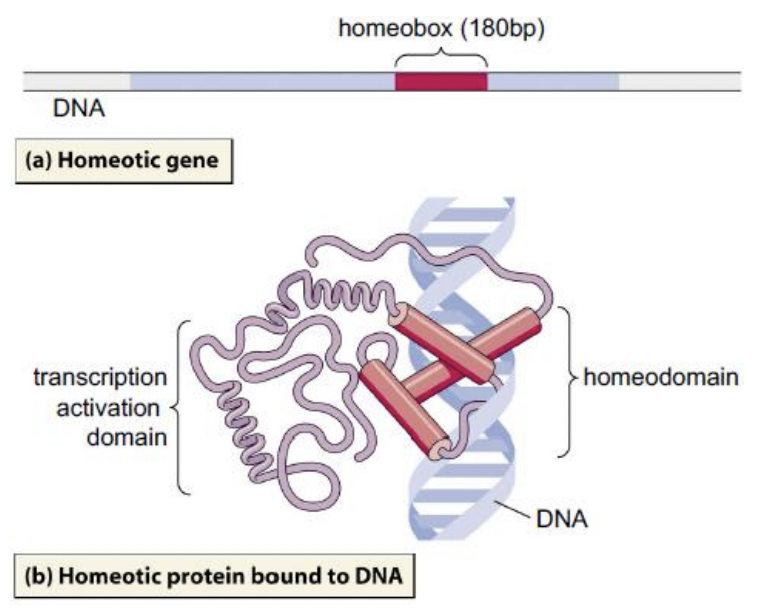 homeobox (180bp)
DNA
(a) Homeotic gene
transcription
activation
domain
homeodomain
DNA
(b) Homeotic protein bound to DNA